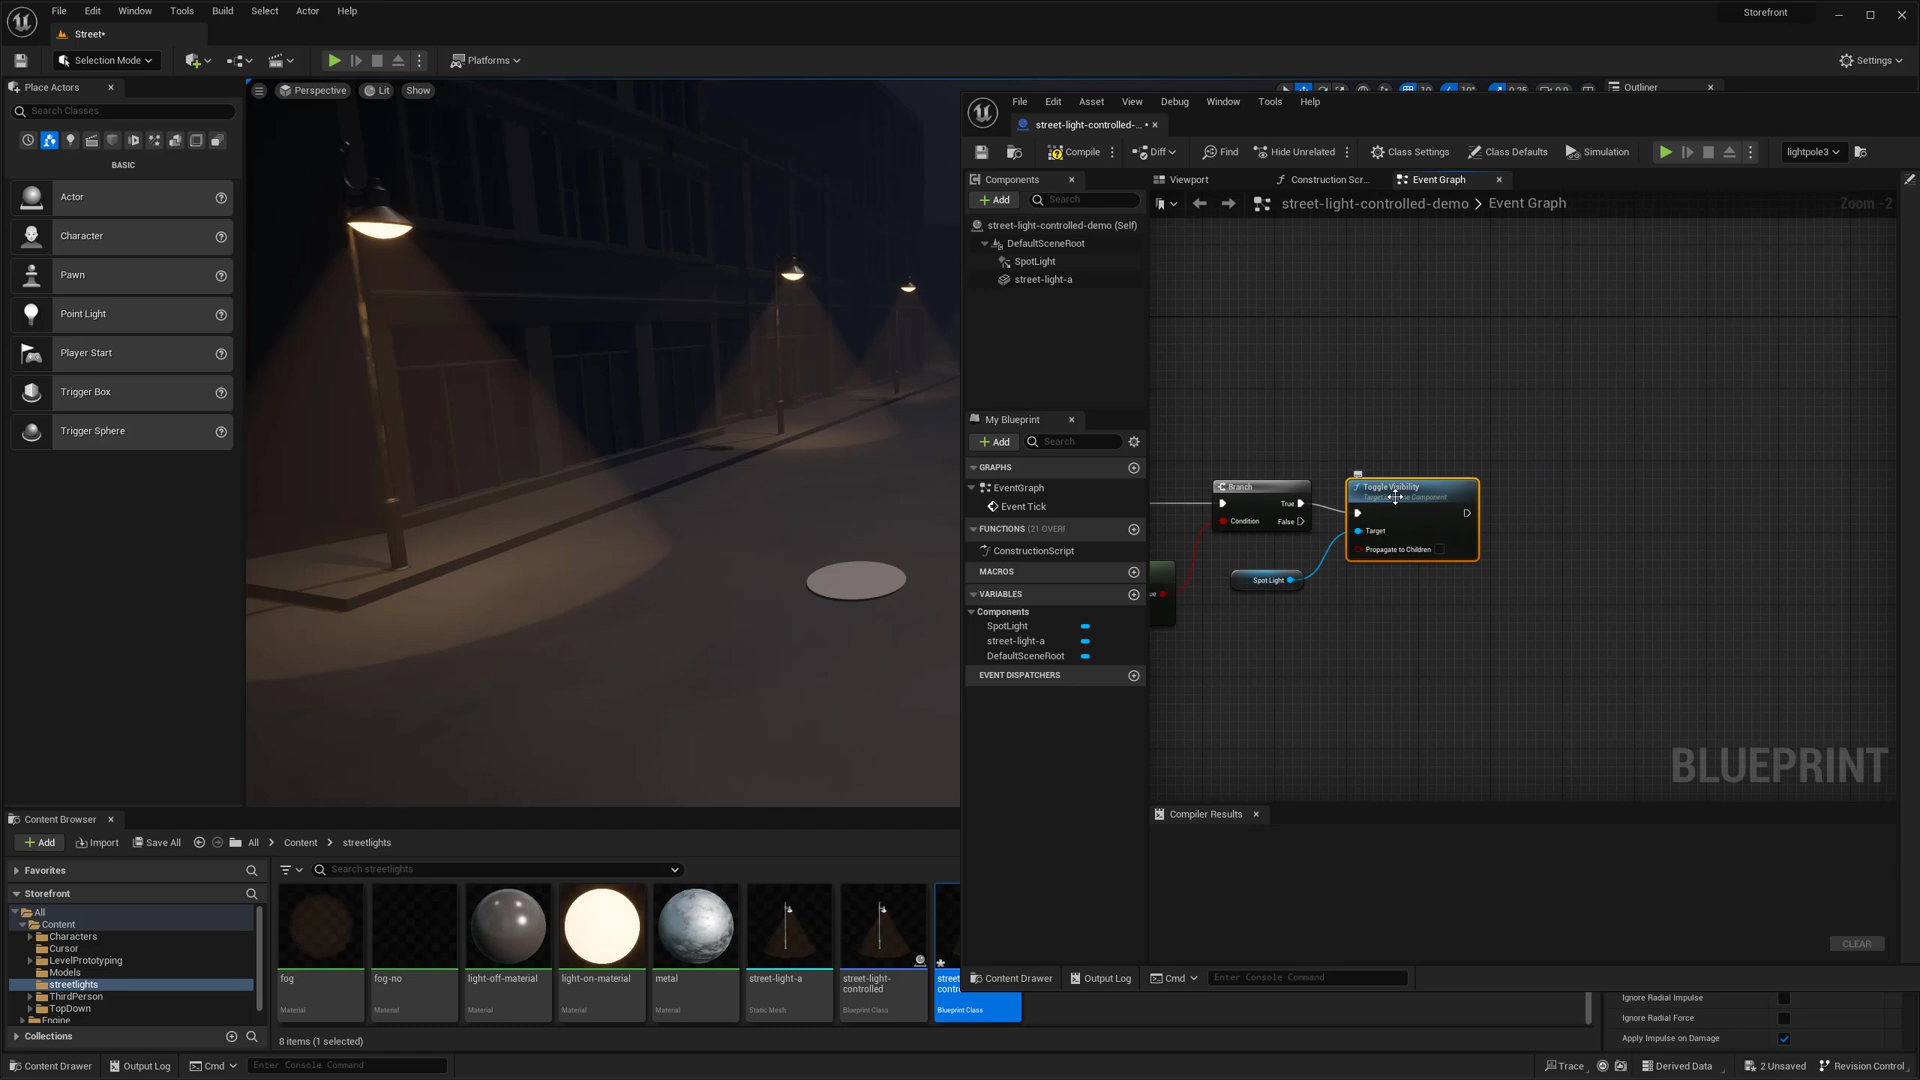 File Edit Window Tools Build Select Actor Help
Storefront
Street*
Selection Mode
Platforms
Settings
Place Actors
Search Classes
BASIC
Actor
Character
Pawn
Point Light
Player Start
Trigger Box
Trigger Sphere
Perspective Lit Show
10 10° 0.25
Outliner
File Edit Asset View Debug Window Tools Help
street-light-controlled-... •
Compile Diff Find Hide Unrelated Class Settings Class Defaults Simulation lightpole3
Components
Add Search
street-light-controlled-demo (Self)
DefaultSceneRoot
SpotLight
street-light-a
My Blueprint
Add Search
GRAPHS
EventGraph
Event Tick
FUNCTIONS (21 OVERI
ConstructionScript
MACROS
VARIABLES
Components
SpotLight
street-light-a
DefaultSceneRoot
EVENT DISPATCHERS
Viewport Construction Scr... Event Graph
street-light-controlled-demo > Event Graph
Zoom -2
Branch
True
Condition False
Toggle Visibility
Component
Target
Propagate to Children
Spot Light
ue
BLUEPRINT
Compiler Results
CLEAR
Content Drawer Output Log Cmd Enter Console Command
Content Browser
Add Import Save All All > Content > streetlights
Favorites
Storefront
All
Content
Characters
Cursor
LevelPrototyping
Models
streetlights
ThirdPerson
TopDown
Engine
Collections
Search streetlights
fog
Material
fog-no
Material
light-off-material
Material
light-on-material
Material
metal
Material
street-light-a
Static Mesh
street-light-
controlled
Blueprint Class
street
contro
Blueprint Class
8 items (1 selected)
Ignore Radial Impulse
Ignore Radial Force
Apply Impulse on Damage
Content Drawer Output Log Cmd Enter Console Command
Trace Derived Data 2 Unsaved Revision Control